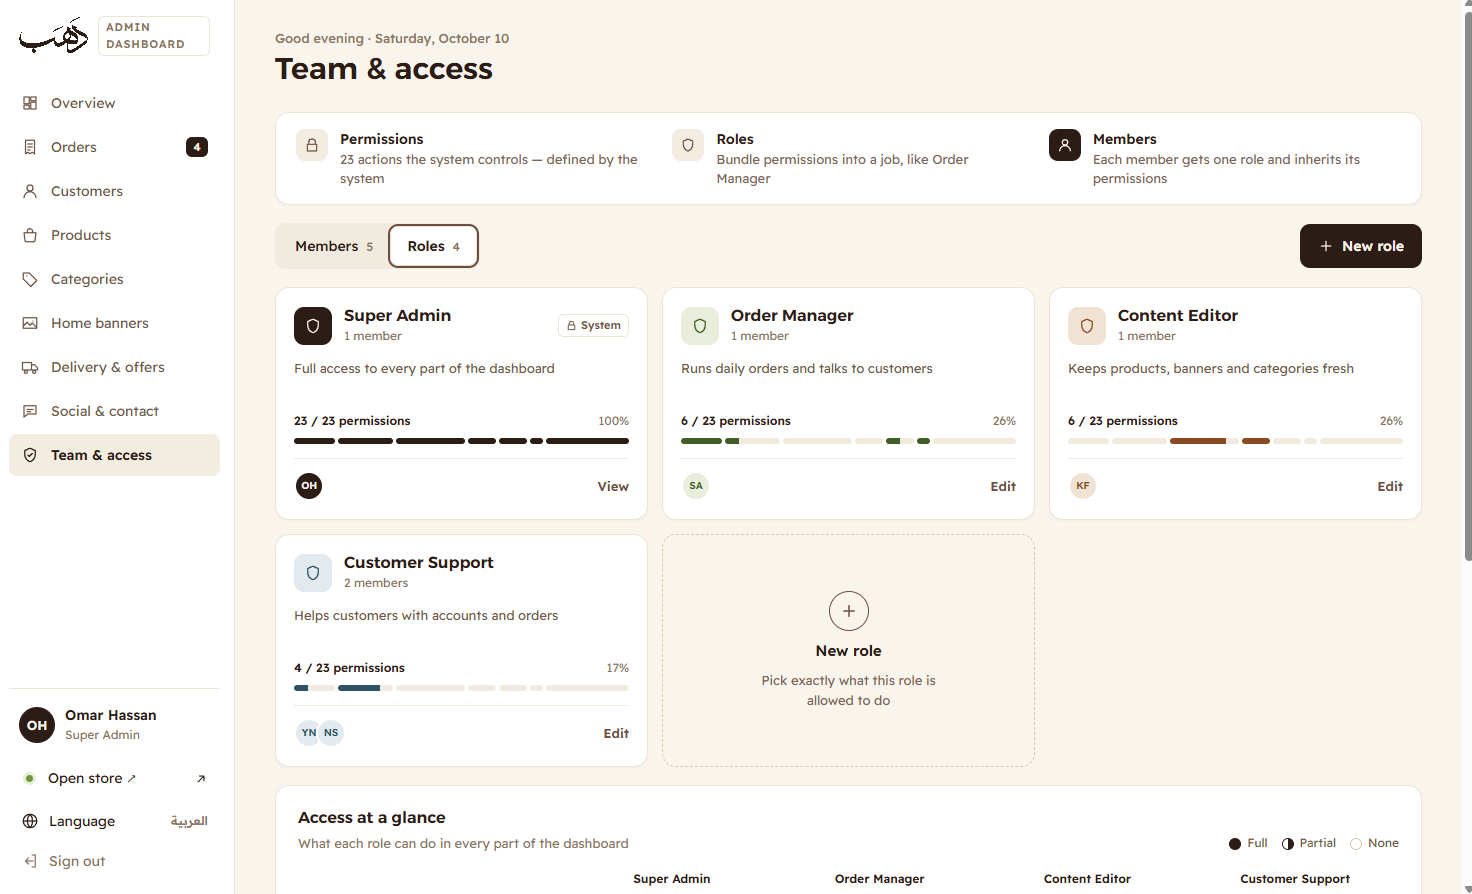 ذهب
ADMIN
DASHBOARD
Overview
Orders 4
Customers
Products
Categories
Home banners
Delivery & offers
Social & contact
Team & access
OH Omar Hassan
Super Admin
Open store ↗
Language العربية
Sign out
Good evening · Saturday, October 10
Team & access
Permissions
23 actions the system controls — defined by the
system
Roles
Bundle permissions into a job, like Order
Manager
Members
Each member gets one role and inherits its
permissions
Members 5
Roles 4
+ New role
Super Admin
1 member
System
Full access to every part of the dashboard
23 / 23 permissions 100%
OH View
Order Manager
1 member
Runs daily orders and talks to customers
6 / 23 permissions 26%
SA Edit
Content Editor
1 member
Keeps products, banners and categories fresh
6 / 23 permissions 26%
KF Edit
Customer Support
2 members
Helps customers with accounts and orders
4 / 23 permissions 17%
YN NS Edit
New role
Pick exactly what this role is
allowed to do
Access at a glance
What each role can do in every part of the dashboard
Full Partial None
Super Admin Order Manager Content Editor Customer Support